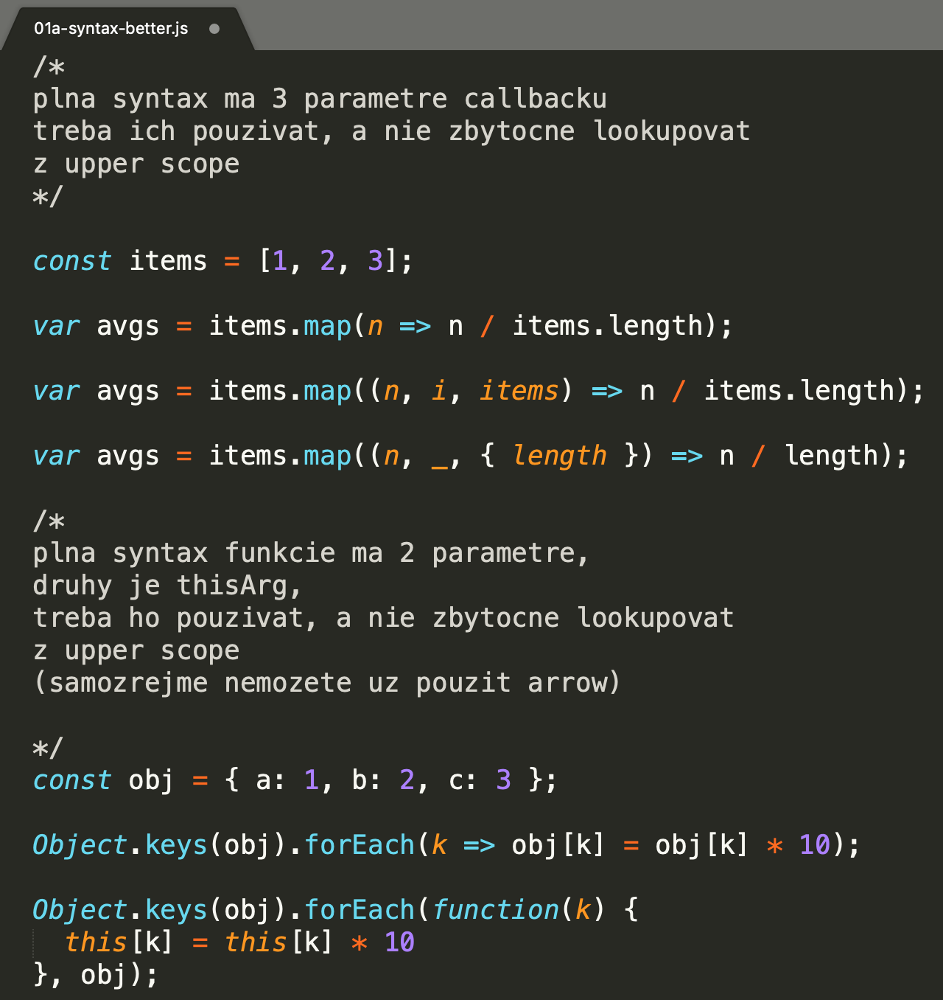 01a-syntax-better.js
/*
plna syntax ma 3 parametre callbacku
treba ich pouzivat, a nie zbytocne lookupovat
z upper scope
*/
const items = [1, 2, 3];
var avgs = items.map(n => n / items.length);
var avgs = items.map((n, i, items) => n / items.length);
var avgs = items.map((n, _, { length }) => n / length);
/*
plna syntax funkcie ma 2 parametre,
druhy je thisArg,
treba ho pouzivat, a nie zbytocne lookupovat
z upper scope
(samozrejme nemozete uz pouzit arrow)
*/
const obj = { a: 1, b: 2, c: 3 };
Object.keys(obj).forEach(k => obj[k] = obj[k] * 10);
Object.keys(obj).forEach(function(k) {
  this[k] = this[k] * 10
}, obj);